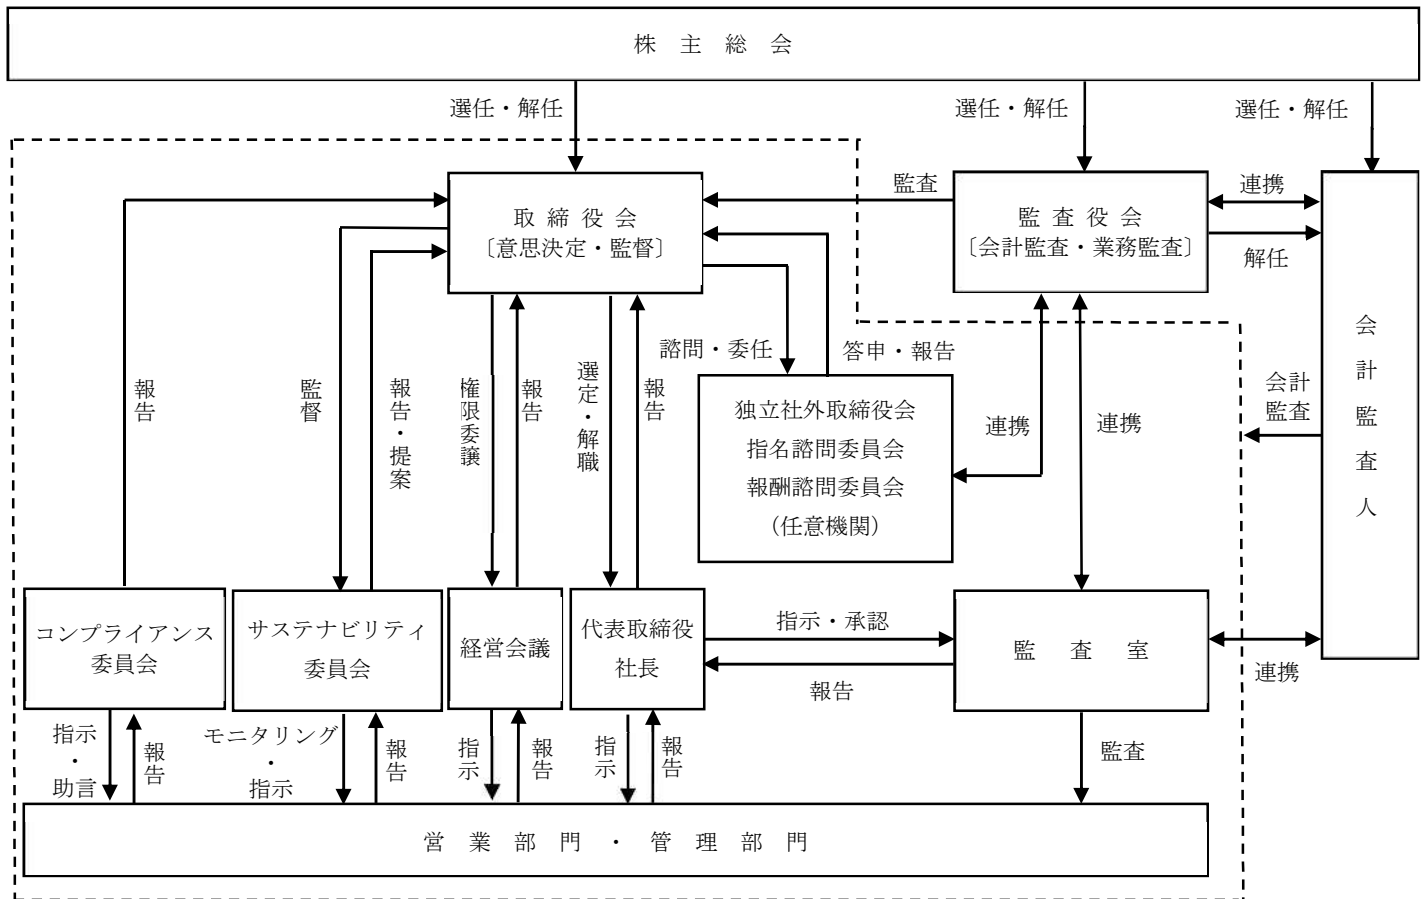 株主総会
選任・解任
選任・解任
選任・解任
取締役会
〔意思決定・監督〕
監査
監査役会
〔会計監査・業務監査〕
連携
解任
会計監査人
諮問・委任
答申・報告
報告
監督
報告・提案
権限委譲
報告
選定・解職
報告
独立社外取締役会
指名諮問委員会
報酬諮問委員会
（任意機関）
連携
連携
会計
監査
コンプライアンス
委員会
サステナビリティ
委員会
経営会議
代表取締役
社長
指示・承認
報告
監査室
連携
指示
・
助言
報告
モニタリング
・
指示
報告
指示
報告
指示
報告
監査
営業部門・管理部門